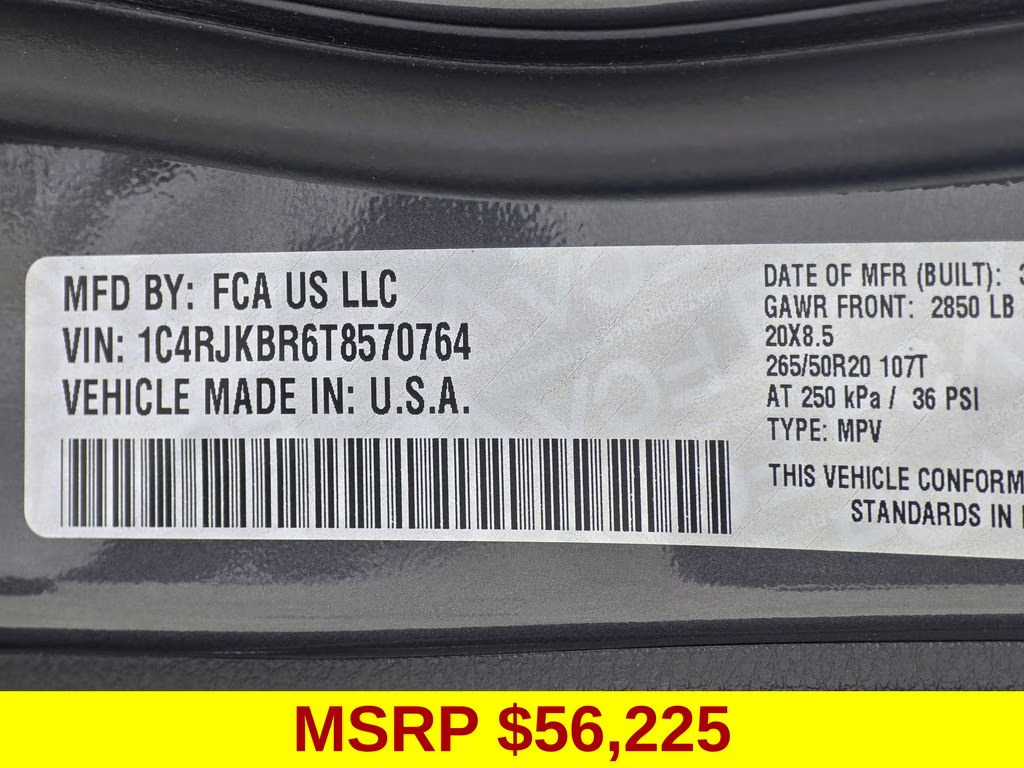 MFD BY: FCA US LLC
VIN: 1C4RJKBR6T8570764
VEHICLE MADE IN: U.S.A.
DATE OF MFR (BUILT): 3
GAWR FRONT: 2850 LB
20X8.5
265/50R20 107T
AT 250 kPa / 36 PSI
TYPE: MPV
THIS VEHICLE CONFORM
STANDARDS IN
MSRP $56,225